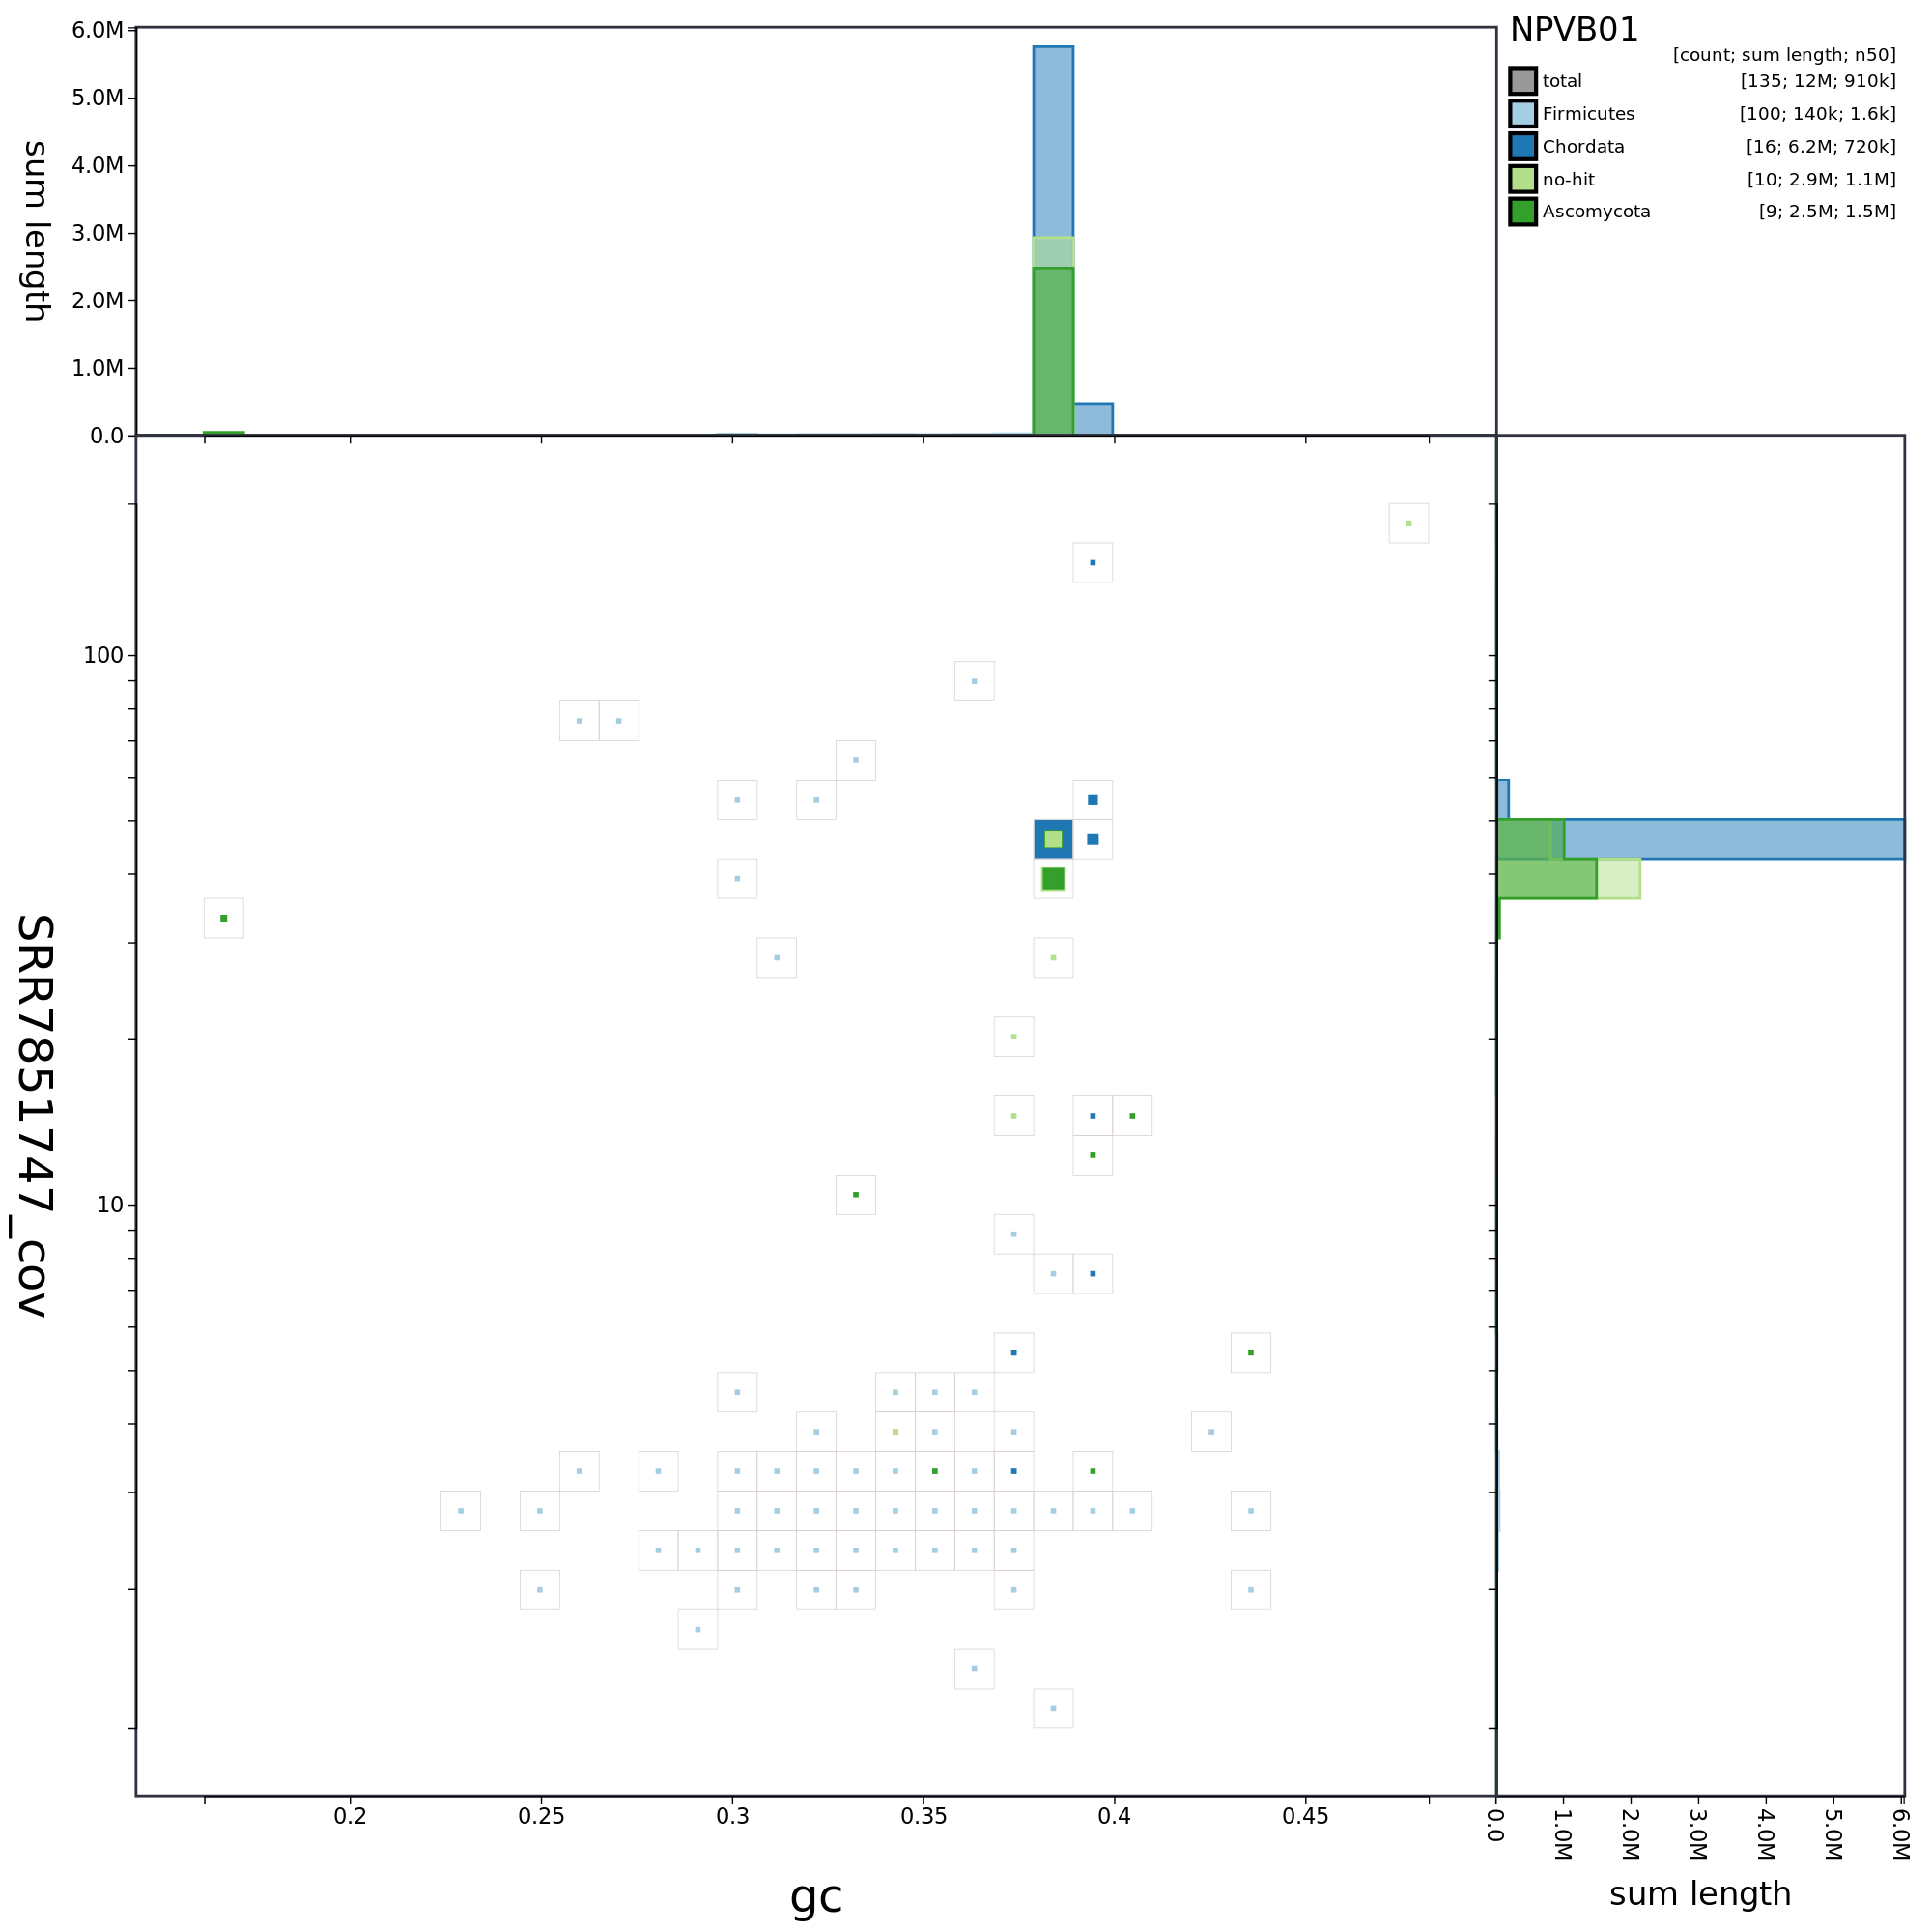 NPVB01
[count; sum length; n50]
total [135; 12M; 910k]
Firmicutes [100; 140k; 1.6k]
Chordata [16; 6.2M; 720k]
no-hit [10; 2.9M; 1.1M]
Ascomycota [9; 2.5M; 1.5M]
6.0M
5.0M
4.0M
3.0M
2.0M
1.0M
0.0
sum length
100
10
SRR7851747_cov
0.2 0.25 0.3 0.35 0.4 0.45
gc
0.0 1.0M 2.0M 3.0M 4.0M 5.0M 6.0M
sum length